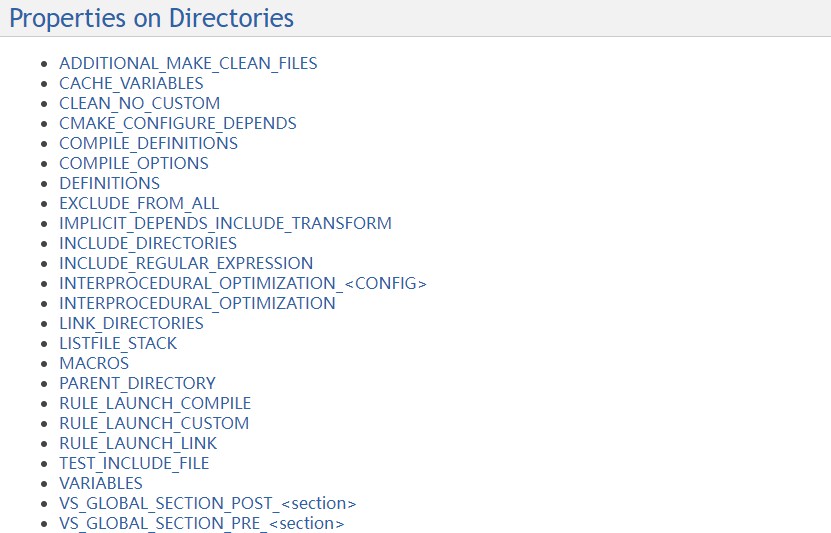 Properties on Directories
ADDITIONAL_MAKE_CLEAN_FILES
CACHE_VARIABLES
CLEAN_NO_CUSTOM
CMAKE_CONFIGURE_DEPENDS
COMPILE_DEFINITIONS
COMPILE_OPTIONS
DEFINITIONS
EXCLUDE_FROM_ALL
IMPLICIT_DEPENDS_INCLUDE_TRANSFORM
INCLUDE_DIRECTORIES
INCLUDE_REGULAR_EXPRESSION
INTERPROCEDURAL_OPTIMIZATION_<CONFIG>
INTERPROCEDURAL_OPTIMIZATION
LINK_DIRECTORIES
LISTFILE_STACK
MACROS
PARENT_DIRECTORY
RULE_LAUNCH_COMPILE
RULE_LAUNCH_CUSTOM
RULE_LAUNCH_LINK
TEST_INCLUDE_FILE
VARIABLES
VS_GLOBAL_SECTION_POST_<section>
VS_GLOBAL_SECTION_PRE_<section>